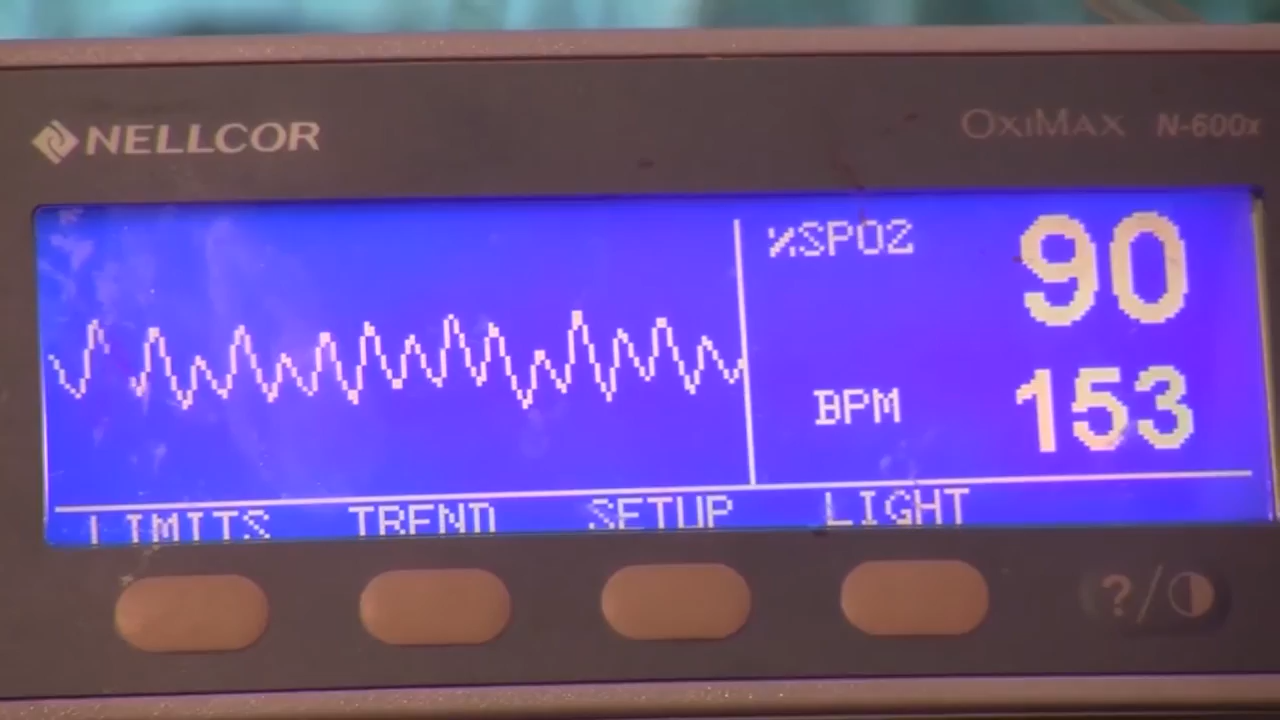 NELLCOR
OXIMAX N-600x
%SPO2 90
BPM 153
LIMITS TREND SETUP LIGHT
?/